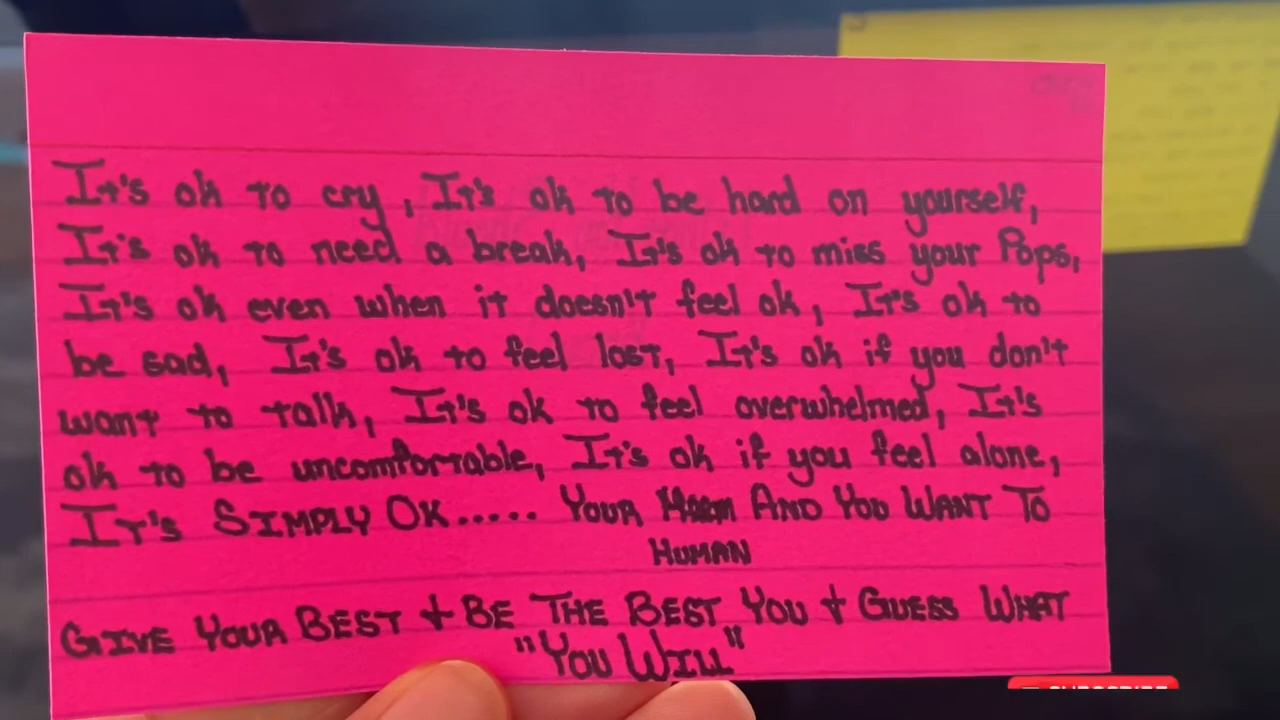 It's ok to cry, It's ok to be hard on yourself,
It's ok to need a break, It's ok to miss your Pops,
It's ok even when it doesn't feel ok, It's ok to
be sad, It's ok to feel lost, It's ok if you don't
want to talk, It's ok to feel overwhelmed, It's
ok to be uncomfortable, It's ok if you feel alone,
It's SIMPLY OK..... YOUR AND YOU WANT TO
HUMAN
GIVE YOUR BEST + BE THE BEST YOU + GUESS WHAT
"YOU WILL"
SUBSCRIBE